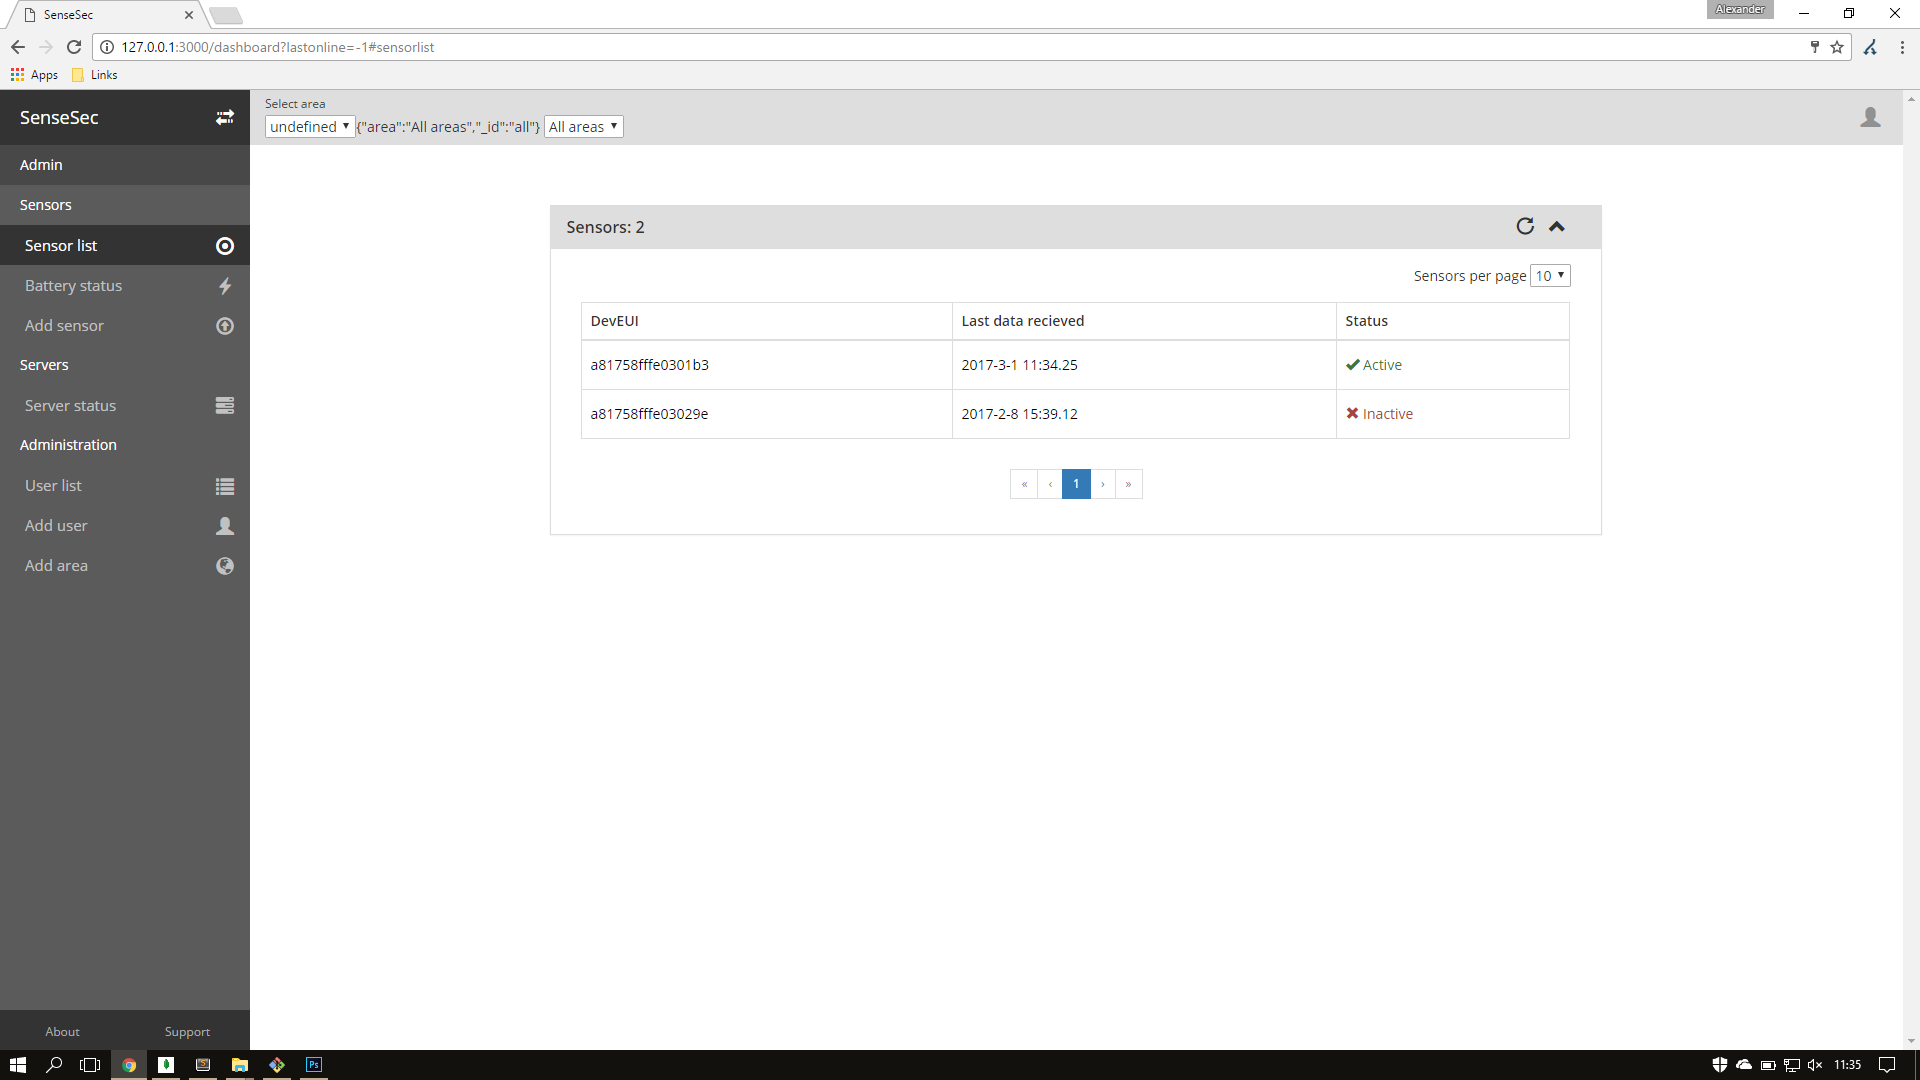 SenseSec
Alexander
127.0.0.1:3000/dashboard?lastonline=-1#sensorlist
Apps
Links
SenseSec
Admin
Sensors
Sensor list
Battery status
Add sensor
Servers
Server status
Administration
User list
Add user
Add area
About
Support
Select area
undefined {"area":"All areas","_id":"all"} All areas
Sensors: 2
Sensors per page 10
DevEUI Last data recieved Status
a81758fffe0301b3 2017-3-1 11:34.25 Active
a81758fffe03029e 2017-2-8 15:39.12 Inactive
« ‹ 1 › »
Ps
11:35